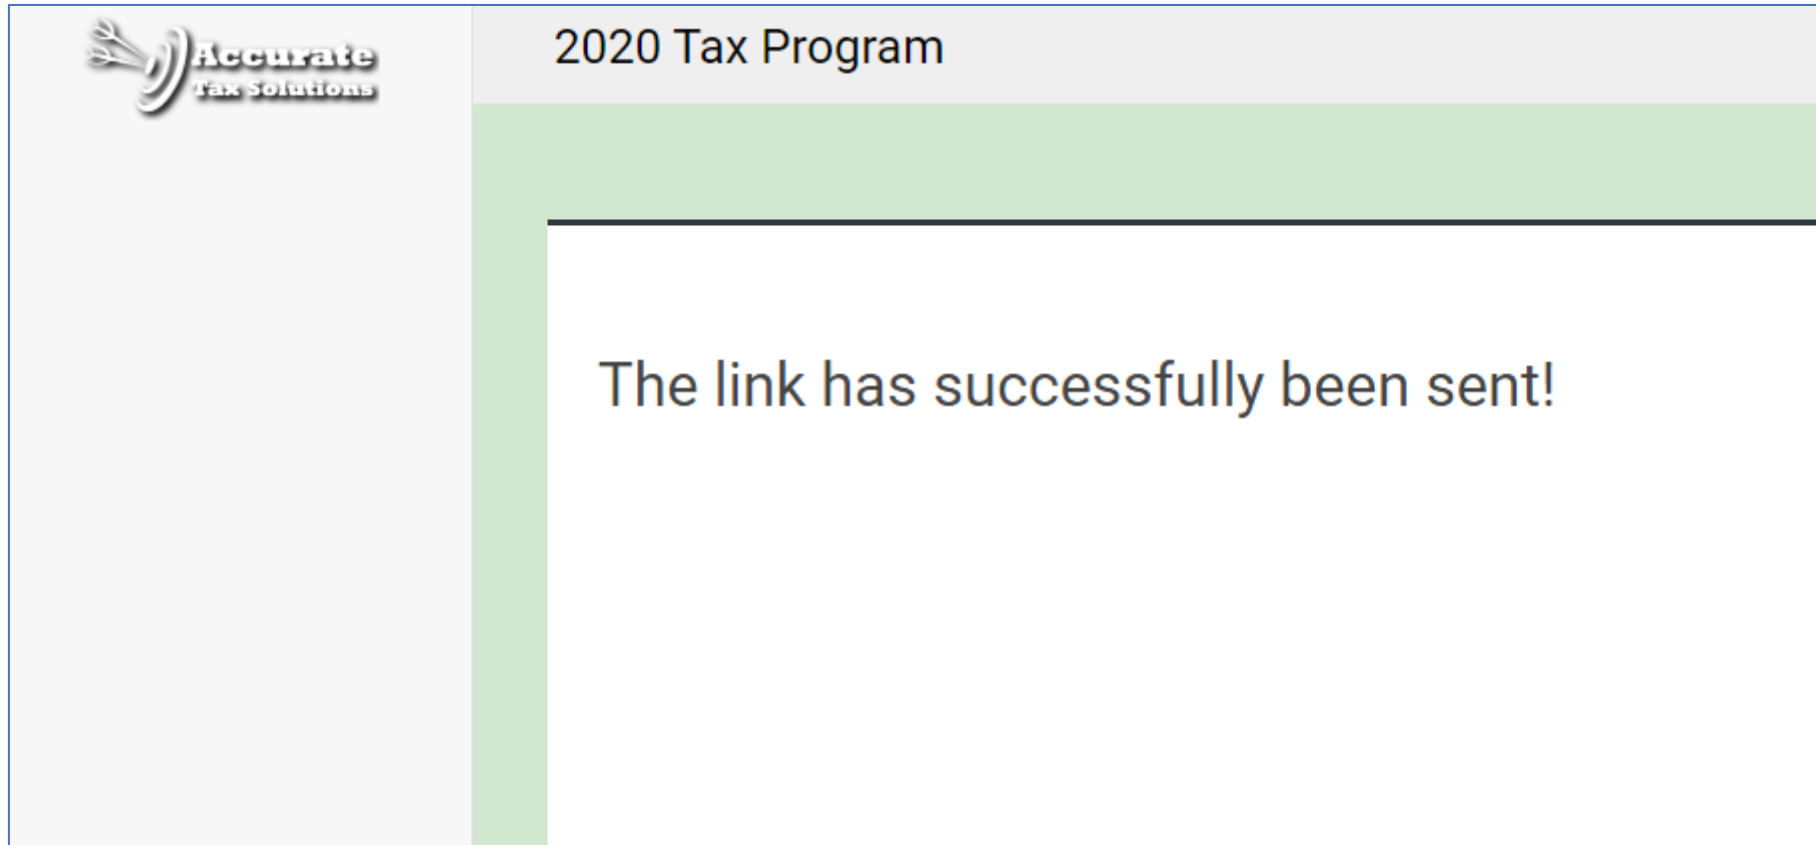 Accurate
Tax Solutions
2020 Tax Program
The link has successfully been sent!